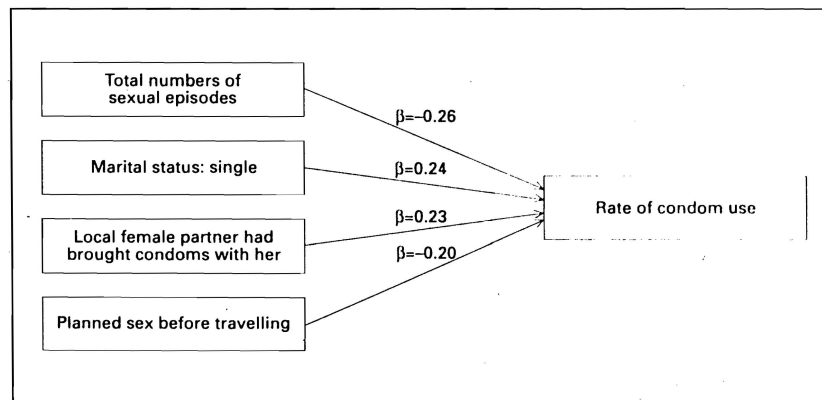 Total numbers of
sexual episodes
β=–0.26
Marital status: single
β=0.24
Rate of condom use
β=0.23
Local female partner had
brought condoms with her
β=–0.20
Planned sex before travelling